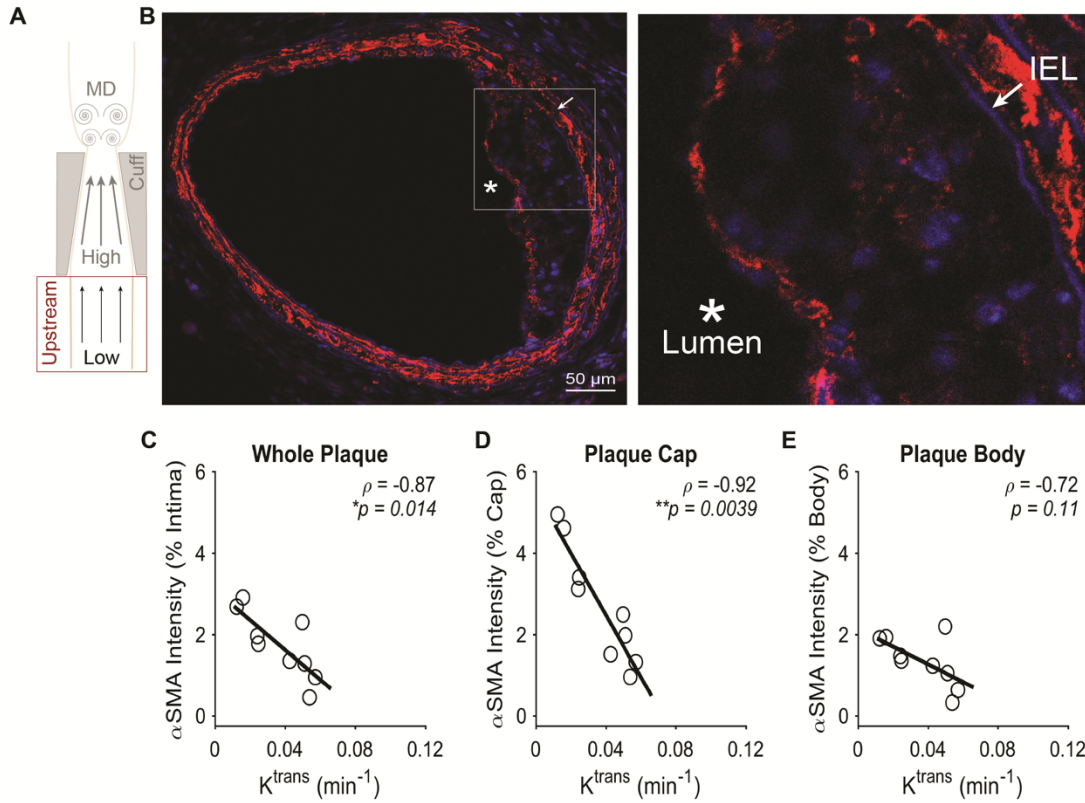 A
MD
Cuff
High
Upstream
Low
B
*
50 µm
IEL
*
Lumen
C
Whole Plaque
ρ = -0.87
*p = 0.014
αSMA Intensity (% Intima)
6
4
2
0
0 0.04 0.08 0.12
K^trans (min^-1)
D
Plaque Cap
ρ = -0.92
**p = 0.0039
αSMA Intensity (% Cap)
6
4
2
0
0 0.04 0.08 0.12
K^trans (min^-1)
E
Plaque Body
ρ = -0.72
p = 0.11
αSMA Intensity (% Body)
6
4
2
0
0 0.04 0.08 0.12
K^trans (min^-1)